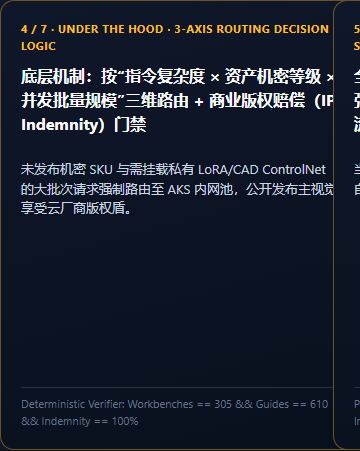 4 / 7 · UNDER THE HOOD · 3-AXIS ROUTING DECISION
LOGIC
底层机制：按“指令复杂度 × 资产机密等级 ×
并发批量规模”三维路由 + 商业版权赔偿（IP
Indemnity）门禁
未发布机密 SKU 与需挂载私有 LoRA/CAD ControlNet
的大批次请求强制路由至 AKS 内网池，公开发布主视觉
享受云厂商版权盾。
Deterministic Verifier: Workbenches == 305 && Guides == 610
&& Indemnity == 100%
5